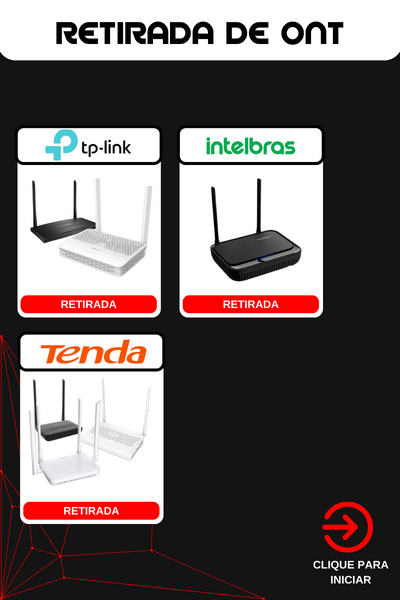 RETIRADA DE ONT
tp-link
intelbras
RETIRADA
RETIRADA
Tenda
RETIRADA
CLIQUE PARA
INICIAR